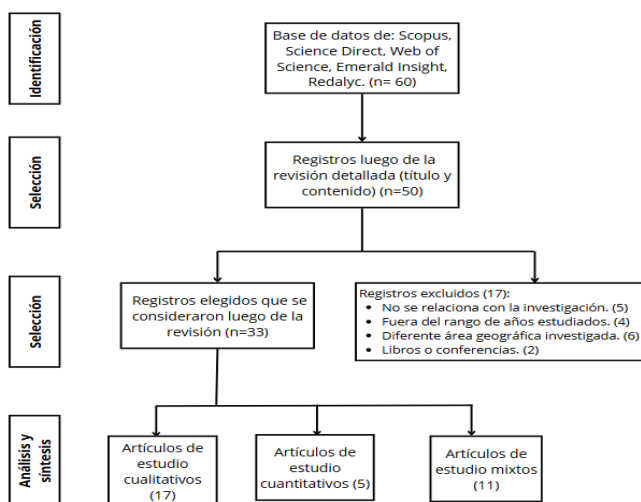 Identificación
Base de datos de: Scopus,
Science Direct, Web of
Science, Emerald Insight,
Redalyc. (n= 60)
Selección
Registros luego de la
revisión detallada (título y
contenido) (n=50)
Selección
Registros elegidos que se
consideraron luego de la
revisión (n=33)
Registros excluidos (17):
• No se relaciona con la investigación. (5)
• Fuera del rango de años estudiados. (4)
• Diferente área geográfica investigada. (6)
• Libros o conferencias. (2)
Análisis y
síntesis
Artículos de
estudio
cualitativos
(17)
Artículos de
estudio
cuantitativos (5)
Artículos de
estudio mixtos
(11)